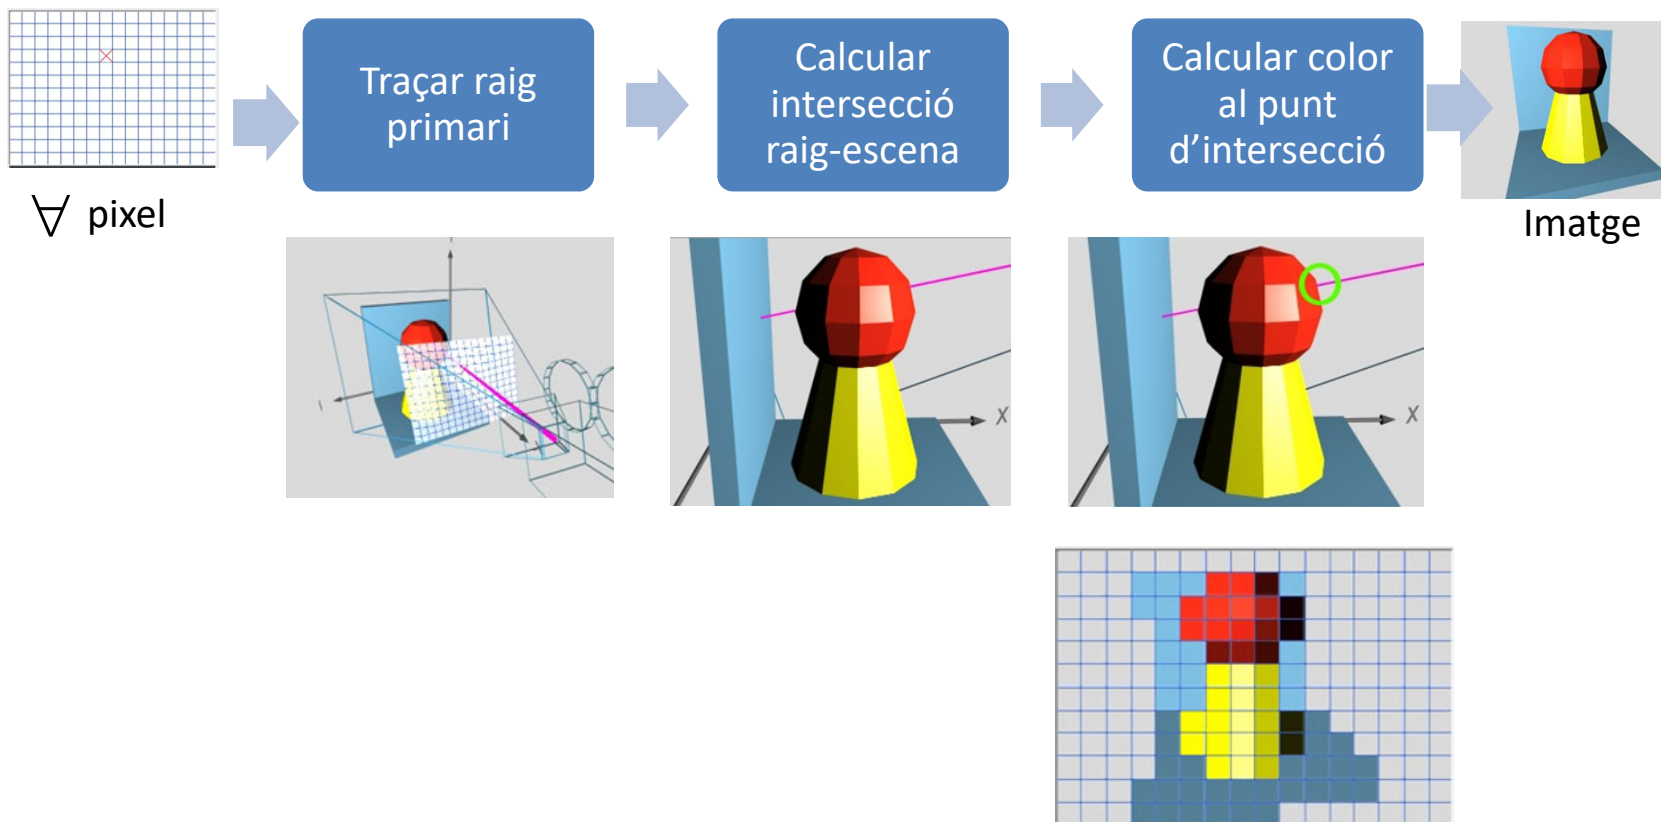 Traçar raig
primari
Calcular
intersecció
raig-escena
Calcular color
al punt
d’intersecció
∀ pixel
Imatge
X
X